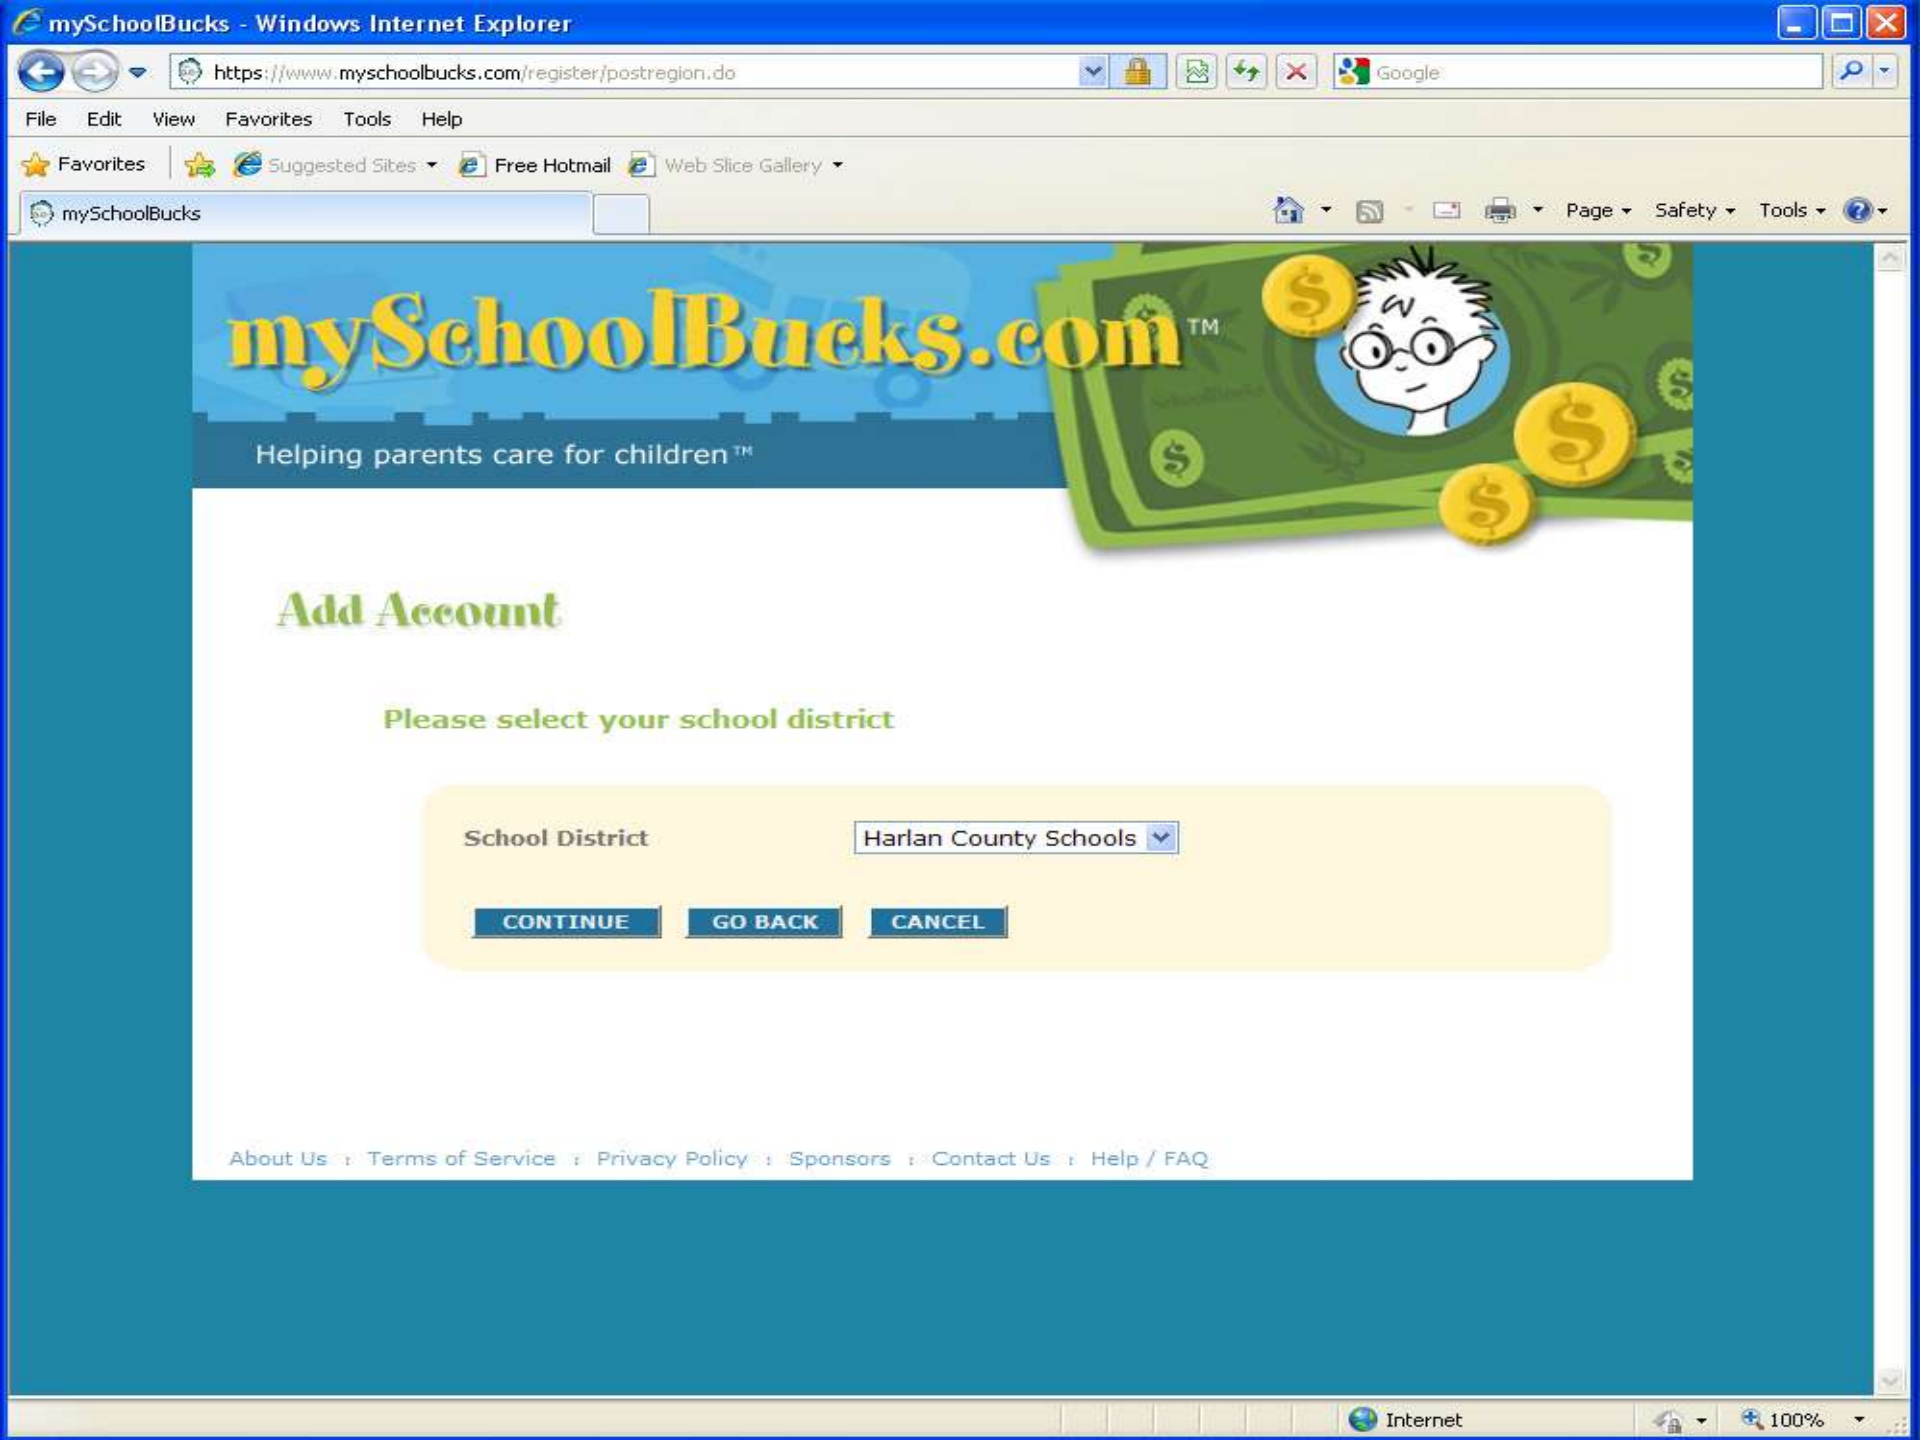 mySchoolBucks - Windows Internet Explorer
https://www.myschoolbucks.com/register/postregion.do
Google
File Edit View Favorites Tools Help
Favorites Suggested Sites Free Hotmail Web Slice Gallery
mySchoolBucks
Page Safety Tools
mySchoolBucks.com™
Helping parents care for children™
Add Account
Please select your school district
School District Harlan County Schools
CONTINUE GO BACK CANCEL
About Us : Terms of Service : Privacy Policy : Sponsors : Contact Us : Help / FAQ
Internet 100%